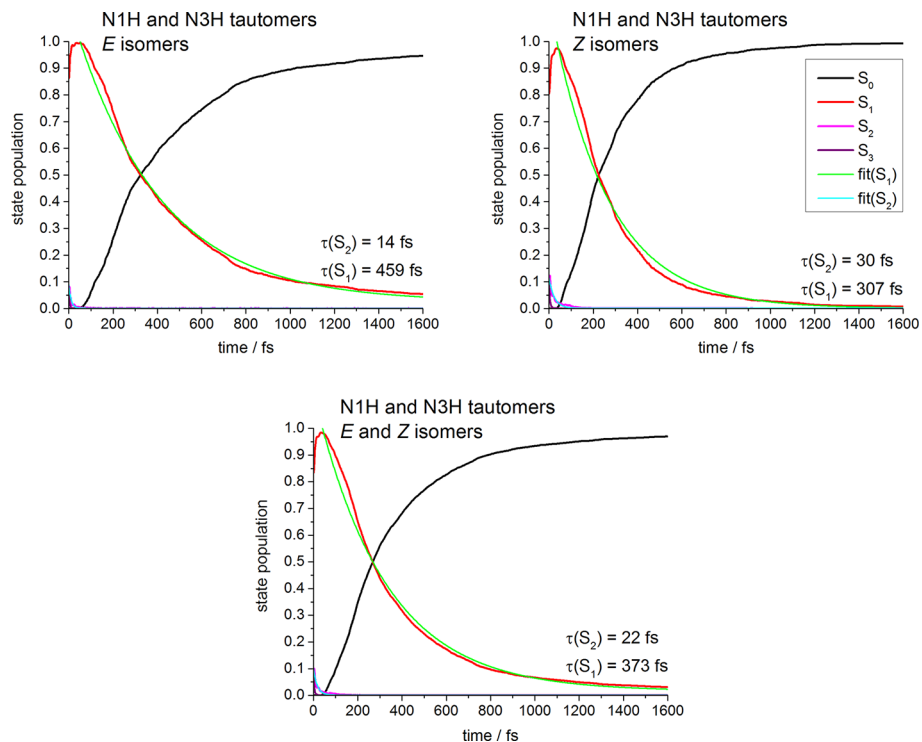 N1H and N3H tautomers
E isomers
1.0
0.9
0.8
0.7
0.6
0.5
0.4
0.3
0.2
0.1
0.0
state population
τ(S₂) = 14 fs
τ(S₁) = 459 fs
0 200 400 600 800 1000 1200 1400 1600
time / fs
N1H and N3H tautomers
Z isomers
1.0
0.9
0.8
0.7
0.6
0.5
0.4
0.3
0.2
0.1
0.0
state population
S₀
S₁
S₂
S₃
fit(S₁)
fit(S₂)
τ(S₂) = 30 fs
τ(S₁) = 307 fs
0 200 400 600 800 1000 1200 1400 1600
time / fs
N1H and N3H tautomers
E and Z isomers
1.0
0.9
0.8
0.7
0.6
0.5
0.4
0.3
0.2
0.1
0.0
state population
τ(S₂) = 22 fs
τ(S₁) = 373 fs
0 200 400 600 800 1000 1200 1400 1600
time / fs